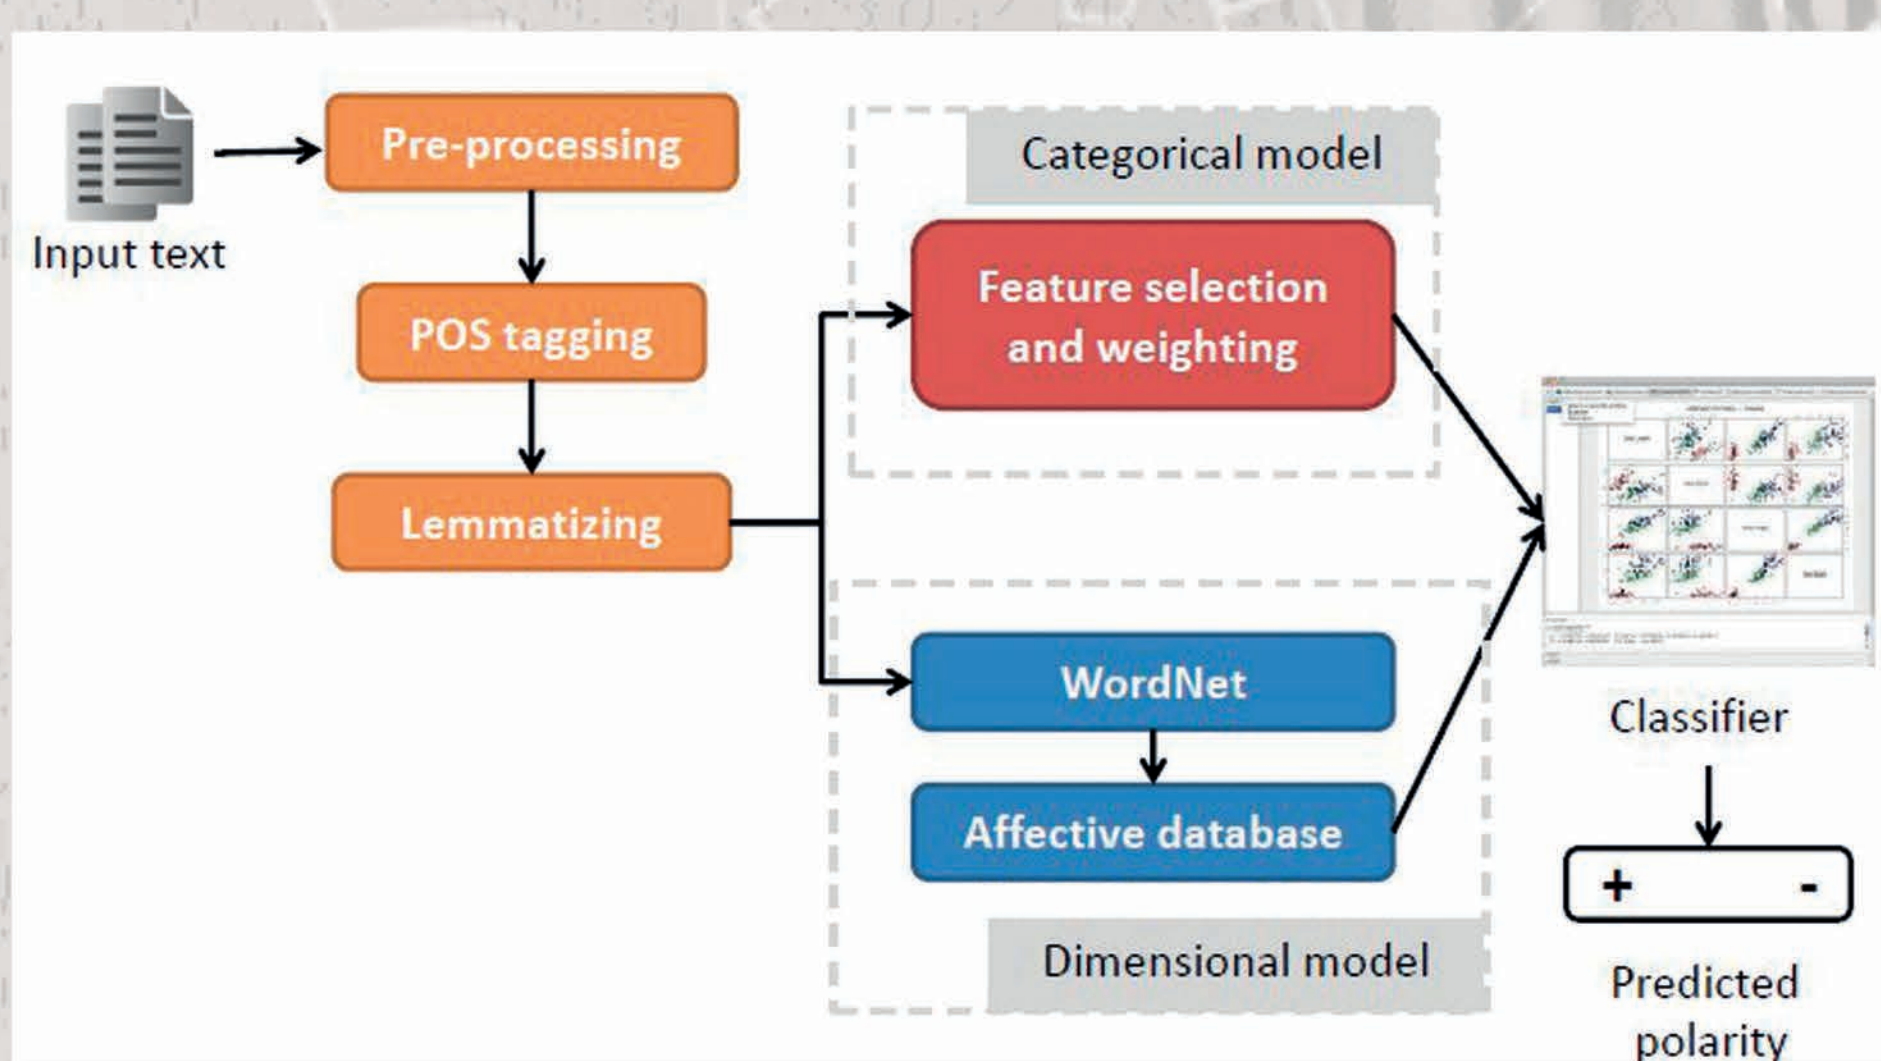 Input text
Pre-processing
POS tagging
Lemmatizing
Categorical model
Feature selection
and weighting
WordNet
Affective database
Dimensional model
Classifier
+ -
Predicted
polarity